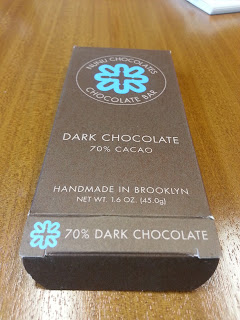 NUNU CHOCOLATES
CHOCOLATE BAR
DARK CHOCOLATE
70% CACAO
HANDMADE IN BROOKLYN
NET WT. 1.6 OZ. (45.0g)
70% DARK CHOCOLATE